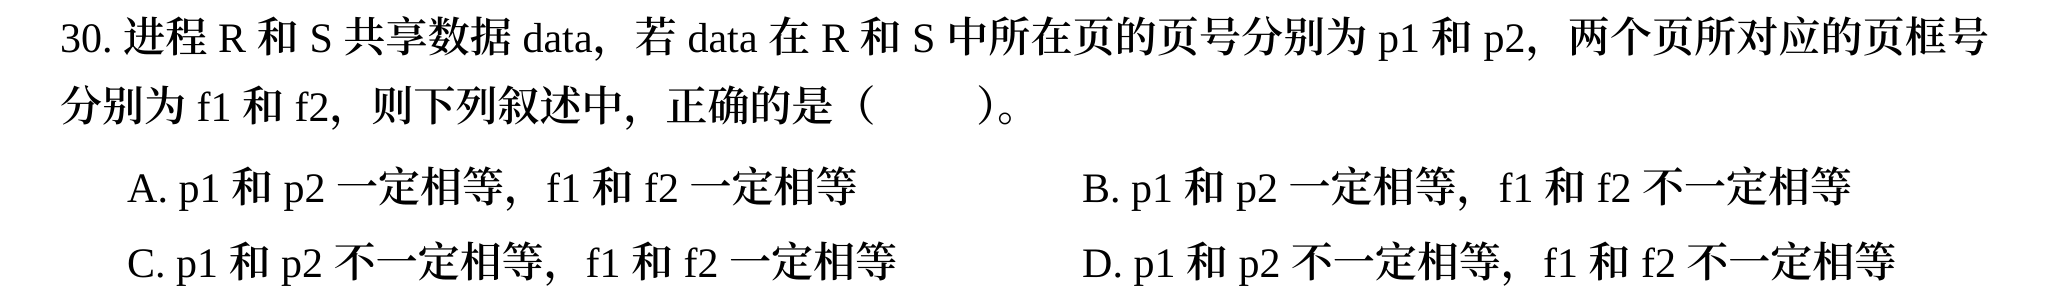 30. 进程 R 和 S 共享数据 data，若 data 在 R 和 S 中所在页的页号分别为 p1 和 p2，两个页所对应的页框号
分别为 f1 和 f2，则下列叙述中，正确的是（　　）。
A. p1 和 p2 一定相等，f1 和 f2 一定相等 B. p1 和 p2 一定相等，f1 和 f2 不一定相等
C. p1 和 p2 不一定相等，f1 和 f2 一定相等 D. p1 和 p2 不一定相等，f1 和 f2 不一定相等